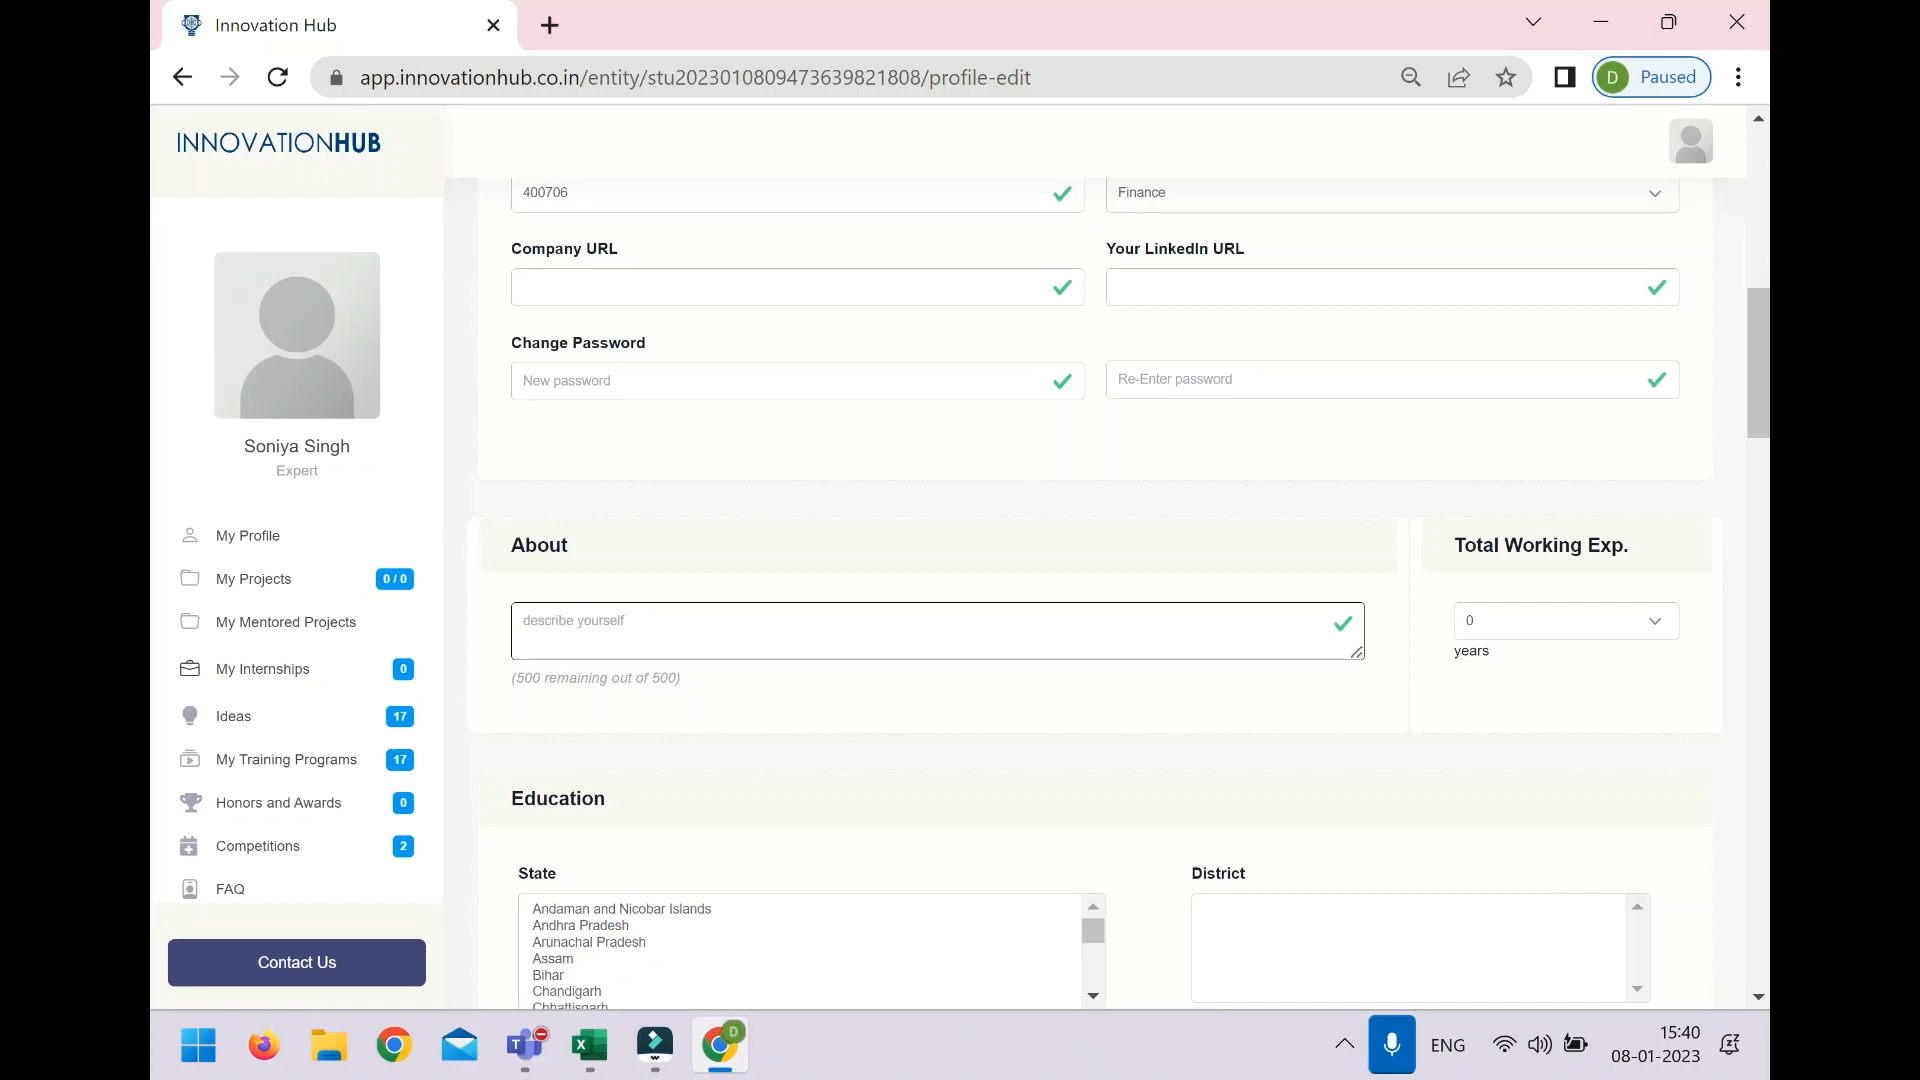 Innovation Hub
app.innovationhub.co.in/entity/stu2023010809473639821808/profile-edit
D Paused
INNOVATIONHUB
400706
Finance
Company URL
Your LinkedIn URL
Change Password
New password
Re-Enter password
Soniya Singh
Expert
My Profile
My Projects 0 / 0
My Mentored Projects
My Internships 0
Ideas 17
My Training Programs 17
Honors and Awards 0
Competitions 2
FAQ
Contact Us
About
describe yourself
(500 remaining out of 500)
Total Working Exp.
0
years
Education
State
Andaman and Nicobar Islands
Andhra Pradesh
Arunachal Pradesh
Assam
Bihar
Chandigarh
Chhattisgarh
District
T
X
D
ENG
15:40
08-01-2023